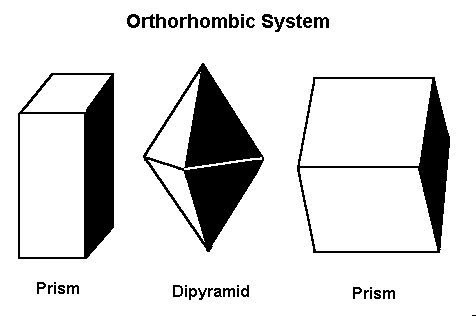 Orthorhombic System
Prism
Dipyramid
Prism